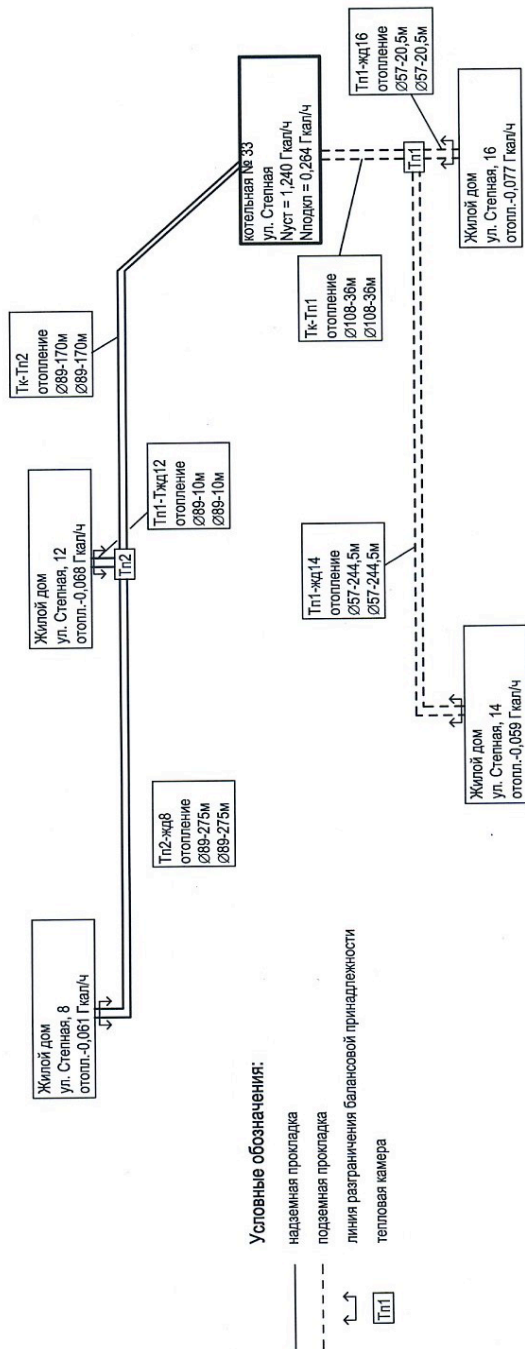 Жилой дом
ул. Степная, 8
отопл.-0,061 Гкал/ч
Тп2-жд8
отопление
Ø89-275м
Ø89-275м
Жилой дом
ул. Степная, 12
отопл.-0,068 Гкал/ч
Тп2
Тп1-Тжд12
отопление
Ø89-10м
Ø89-10м
Тк-Тп2
отопление
Ø89-170м
Ø89-170м
котельная № 33
ул. Степная
Nуст = 1,240 Гкал/ч
Nподкл = 0,264 Гкал/ч
Тк-Тп1
отопление
Ø108-36м
Ø108-36м
Тп1
Тп1-жд16
отопление
Ø57-20,5м
Ø57-20,5м
Жилой дом
ул. Степная, 16
отопл.-0,077 Гкал/ч
Тп1-жд14
отопление
Ø57-244,5м
Ø57-244,5м
Жилой дом
ул. Степная, 14
отопл.-0,059 Гкал/ч
Условные обозначения:
надземная прокладка
подземная прокладка
линия разграничения балансовой принадлежности
Тп1
тепловая камера